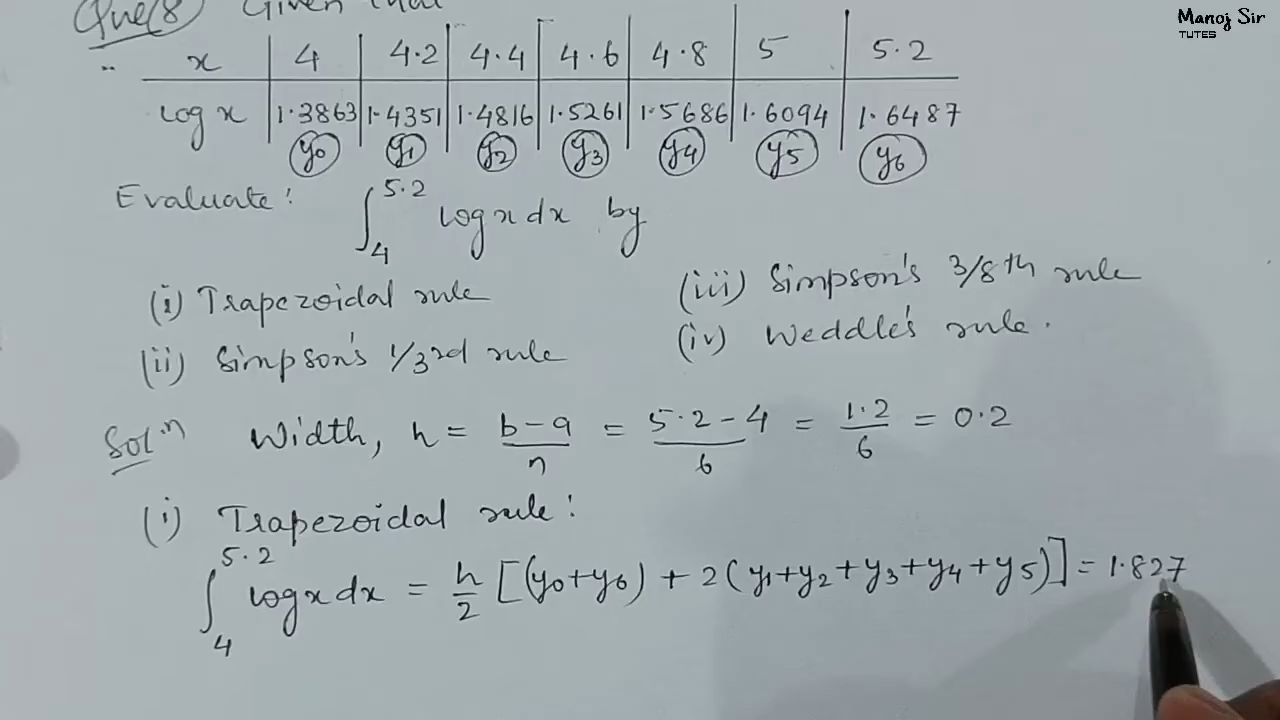 Manoj Sir
TUTES
Que(8) Given that
x | 4 | 4.2 | 4.4 | 4.6 | 4.8 | 5 | 5.2
log x | 1.3863 | 1.4351 | 1.4816 | 1.5261 | 1.5686 | 1.6094 | 1.6487
y0 y1 y2 y3 y4 y5 y6
Evaluate: ∫_4^5.2 log x dx by
(i) Trapezoidal rule
(ii) Simpson's 1/3rd rule
(iii) Simpson's 3/8th rule
(iv) Weddle's rule.
Solⁿ Width, h = b-a/n = 5.2-4/6 = 1.2/6 = 0.2
(i) Trapezoidal rule:
∫_4^5.2 log x dx = h/2 [(y0+y6) + 2(y1+y2+y3+y4+y5)] = 1.827